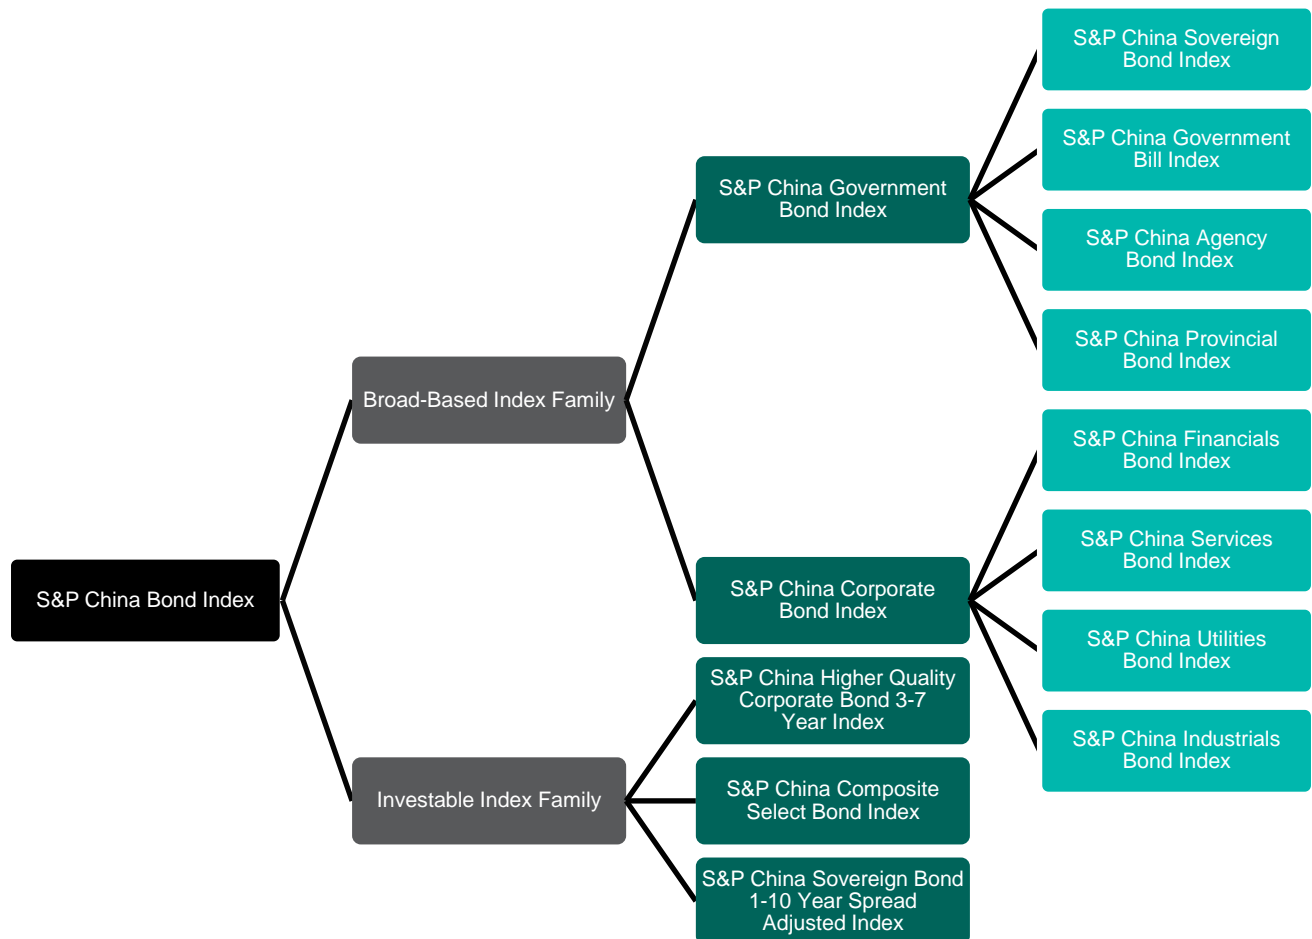 S&P China Bond Index
Broad-Based Index Family
Investable Index Family
S&P China Government
Bond Index
S&P China Corporate
Bond Index
S&P China Higher Quality
Corporate Bond 3-7
Year Index
S&P China Composite
Select Bond Index
S&P China Sovereign Bond
1-10 Year Spread
Adjusted Index
S&P China Sovereign
Bond Index
S&P China Government
Bill Index
S&P China Agency
Bond Index
S&P China Provincial
Bond Index
S&P China Financials
Bond Index
S&P China Services
Bond Index
S&P China Utilities
Bond Index
S&P China Industrials
Bond Index